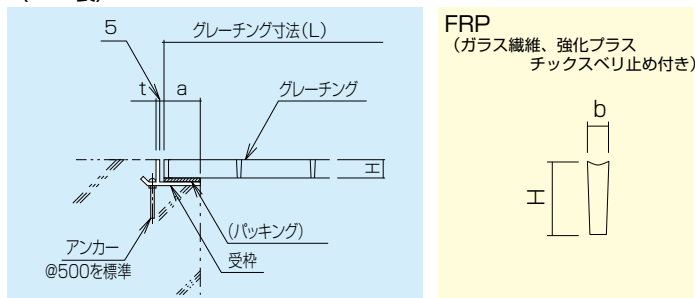 5
グレーチング寸法(L)
t
a
グレーチング
H
(パッキング)
アンカー
@500を標準
受枠
FRP
(ガラス繊維、強化プラス
チックスベリ止め付き)
b
H